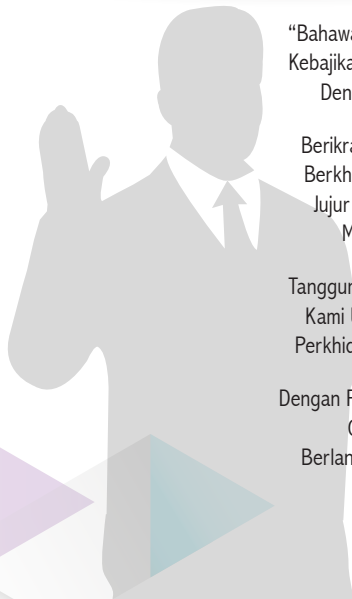 “Bahawa
Kebajika
Den
Berikra
Berkh
Jujur
M
Tanggun
Kami
Perkhid
Dengan
Berlan